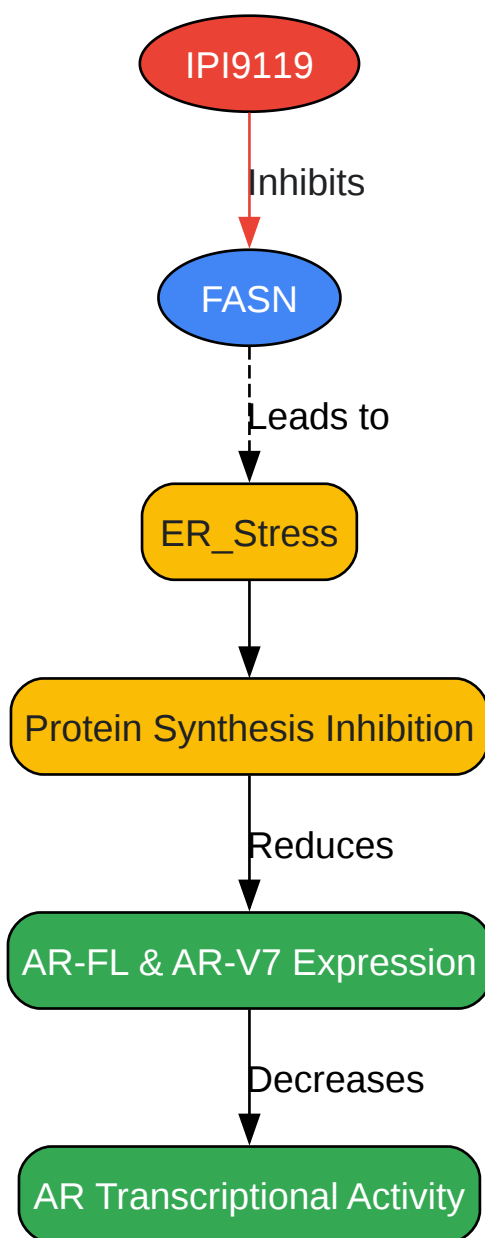 IPI9119
Inhibits
FASN
Leads to
ER_Stress
Protein Synthesis Inhibition
Reduces
AR-FL & AR-V7 Expression
Decreases
AR Transcriptional Activity